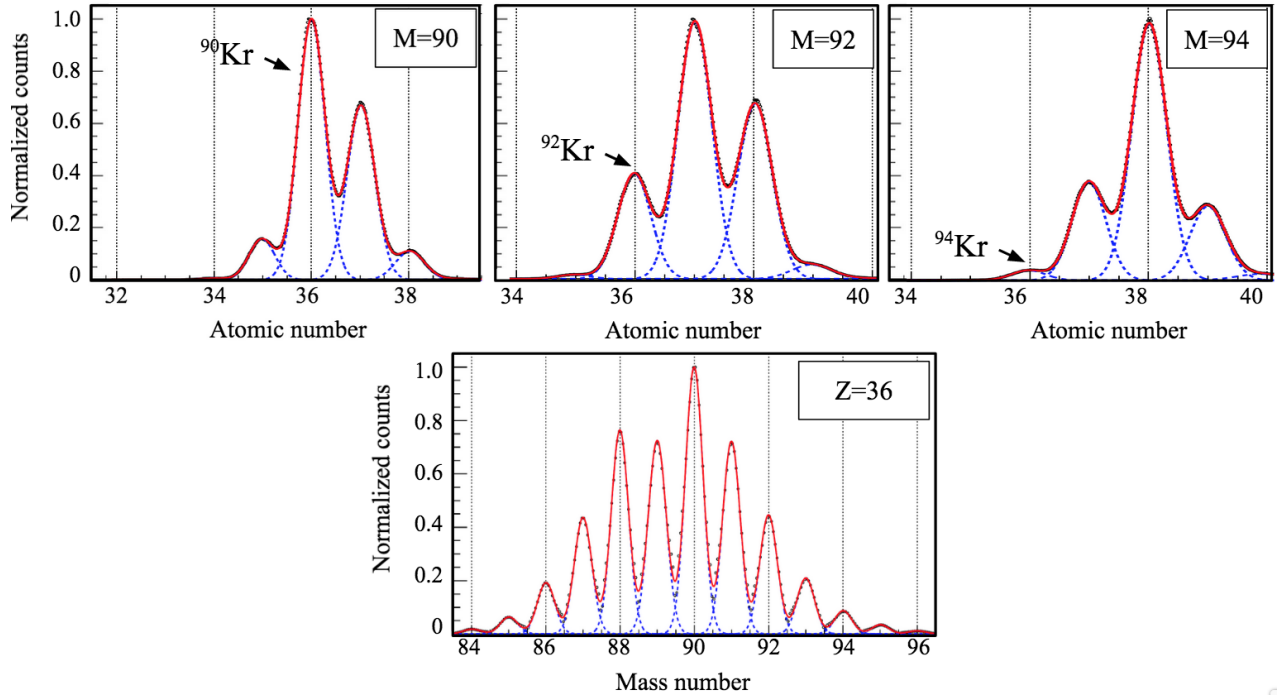 Normalized counts
1.0
0.8
0.6
0.4
0.2
0
M=90
⁹⁰Kr
32 34 36 38
Atomic number
M=92
⁹²Kr
34 36 38 40
Atomic number
M=94
⁹⁴Kr
34 36 38 40
Atomic number
Normalized counts
1.0
0.8
0.6
0.4
0.2
0
Z=36
84 86 88 90 92 94 96
Mass number